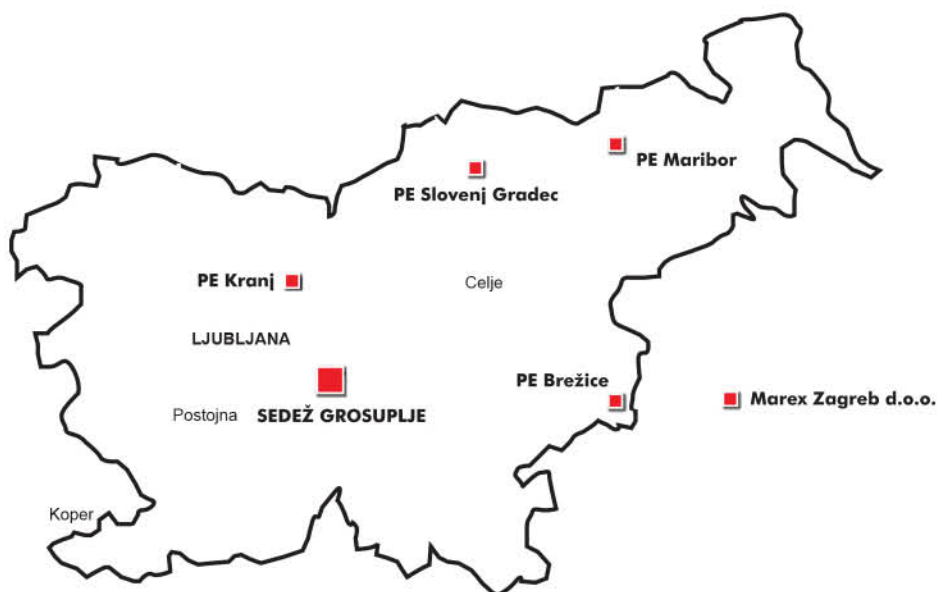 PE Maribor
PE Slovenj Gradec
PE Kranj
Celje
LJUBLJANA
PE Brežice
Marex Zagreb d.o.o.
Postojna
SEDEŽ GROSUPLJE
Koper